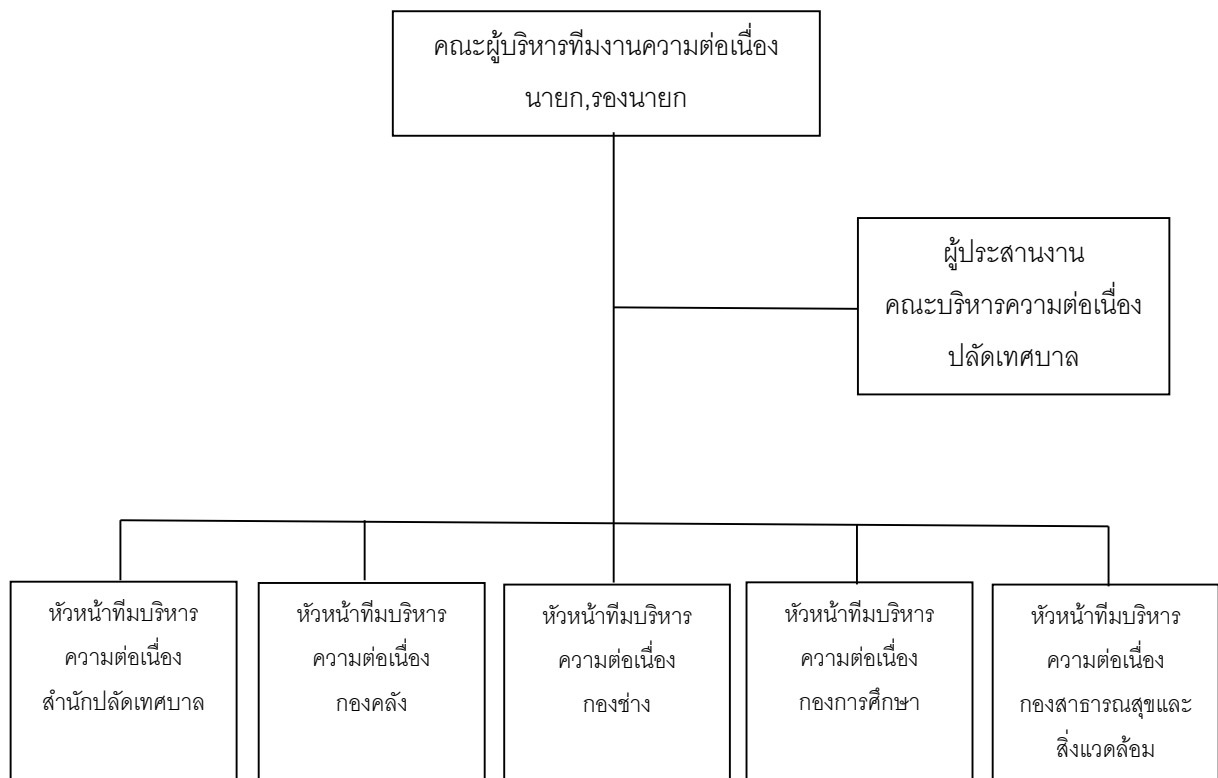 คณะผู้บริหารทีมงานความต่อเนื่อง
นายก,รองนายก
ผู้ประสานงาน
คณะบริหารความต่อเนื่อง
ปลัดเทศบาล
หัวหน้าทีมบริหาร
ความต่อเนื่อง
สำนักปลัดเทศบาล
หัวหน้าทีมบริหาร
ความต่อเนื่อง
กองคลัง
หัวหน้าทีมบริหาร
ความต่อเนื่อง
กองช่าง
หัวหน้าทีมบริหาร
ความต่อเนื่อง
กองการศึกษา
หัวหน้าทีมบริหาร
ความต่อเนื่อง
กองสาธารณสุขและ
สิ่งแวดล้อม